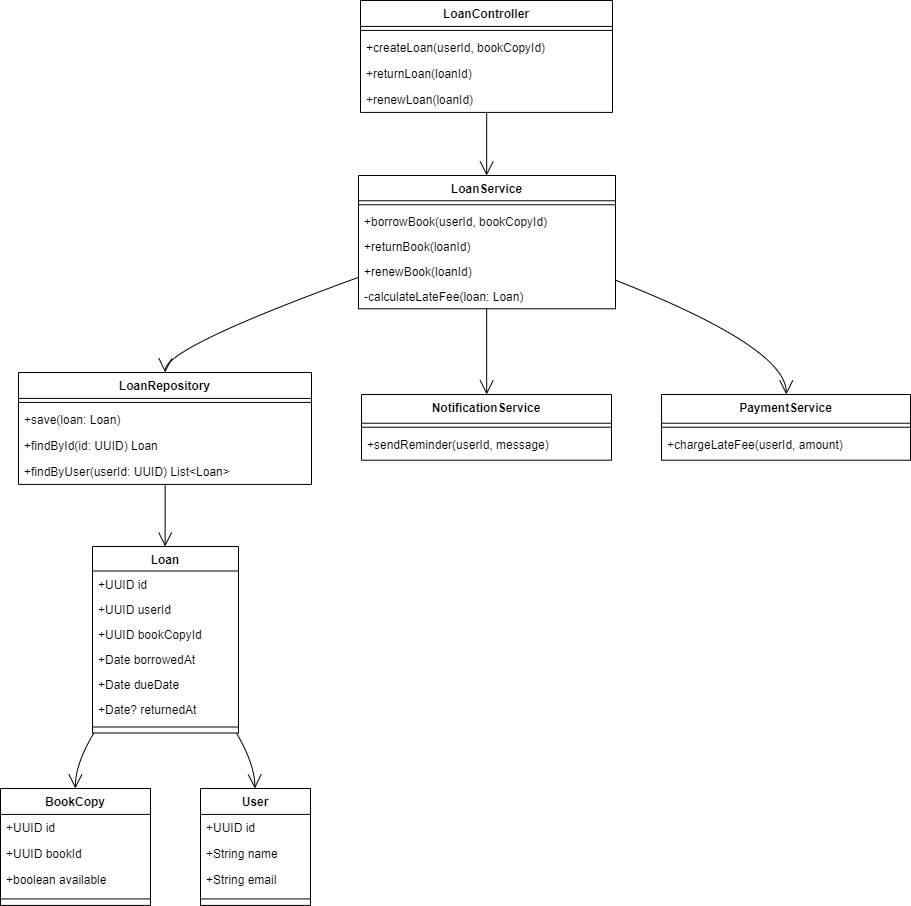 LoanController
+createLoan(userId, bookCopyId)
+returnLoan(loanId)
+renewLoan(loanId)
LoanService
+borrowBook(userId, bookCopyId)
+returnBook(loanId)
+renewBook(loanId)
-calculateLateFee(loan: Loan)
LoanRepository
+save(loan: Loan)
+findById(id: UUID) Loan
+findByUser(userId: UUID) List<Loan>
NotificationService
+sendReminder(userId, message)
PaymentService
+chargeLateFee(userId, amount)
Loan
+UUID id
+UUID userId
+UUID bookCopyId
+Date borrowedAt
+Date dueDate
+Date? returnedAt
BookCopy
+UUID id
+UUID bookId
+boolean available
User
+UUID id
+String name
+String email